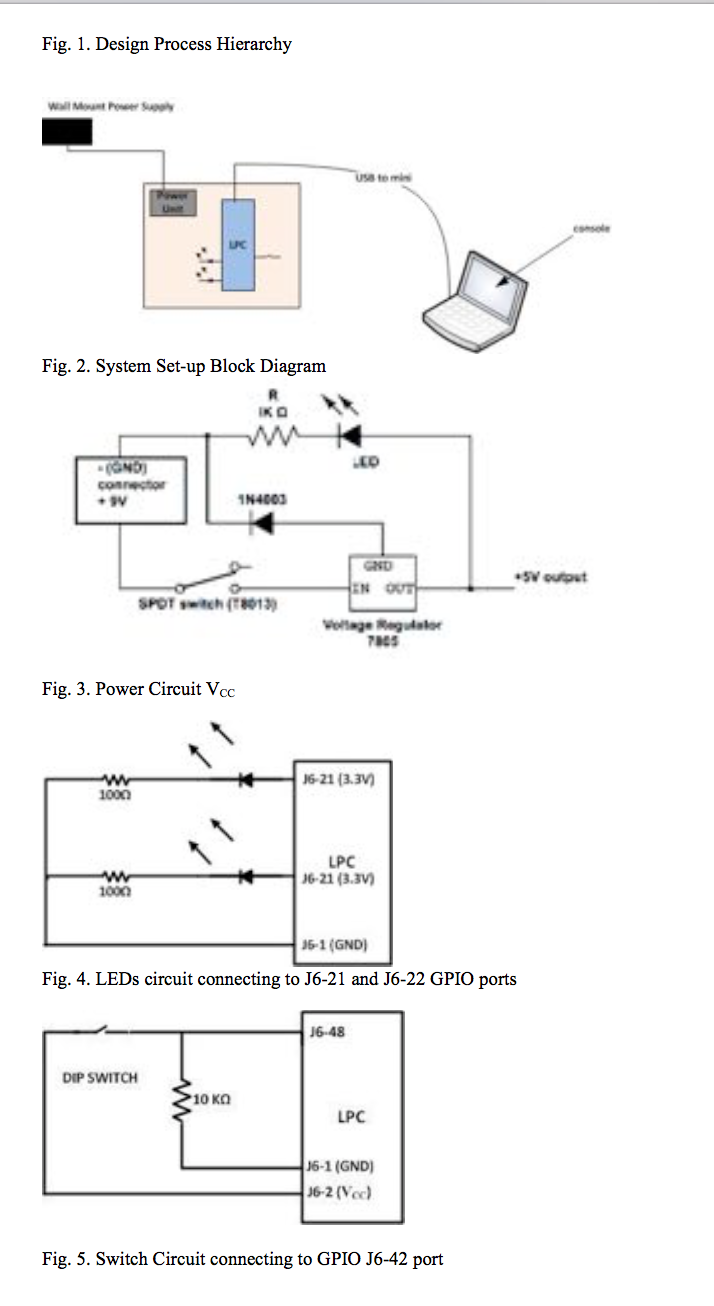 Fig. 1. Design Process Hierarchy
Wall Mount Power Supply
USB to mini
Power
Unit
console
LPC
Fig. 2. System Set-up Block Diagram
R
1K Ω
LED
- (GND)
connector
+ 9V
1N4003
GND
IN OUT
+5V output
SPDT switch (T8013)
Voltage Regulator
7805
Fig. 3. Power Circuit VCC
J6-21 (3.3V)
100Ω
LPC
J6-21 (3.3V)
100Ω
J6-1 (GND)
Fig. 4. LEDs circuit connecting to J6-21 and J6-22 GPIO ports
J6-48
DIP SWITCH
10 KΩ
LPC
J6-1 (GND)
J6-2 (Vcc)
Fig. 5. Switch Circuit connecting to GPIO J6-42 port